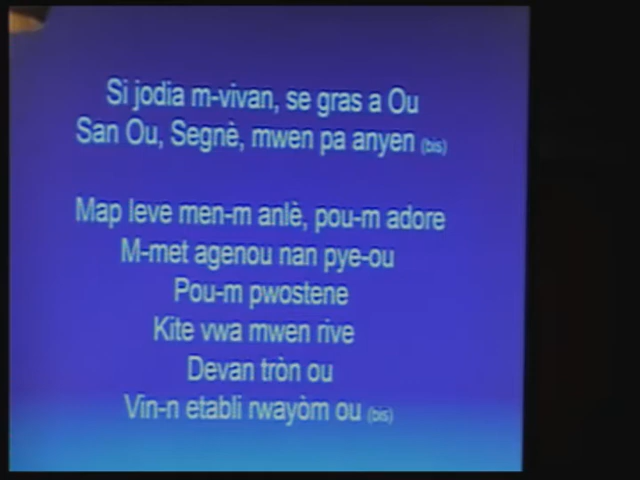 Si jodia m-vivan, se gras a Ou
San Ou, Segnè, mwen pa anyen (bis)
Map leve men-m anlè, pou-m adore
M-met agenou nan pye-ou
Pou-m pwostene
Kite vwa mwen rive
Devan tròn ou
Vin-n etabli rwayòm ou (bis)